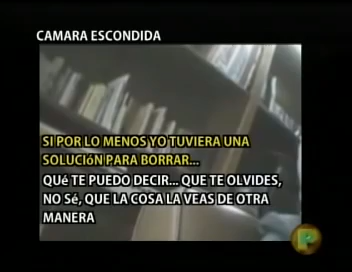 CAMARA ESCONDIDA
SI POR LO MENOS YO TUVIERA UNA
SOLUCIóN PARA BORRAR...
QUé TE PUEDO DECIR... QUE TE OLVIDES,
NO Sé, QUE LA COSA LA VEAS DE OTRA
MANERA